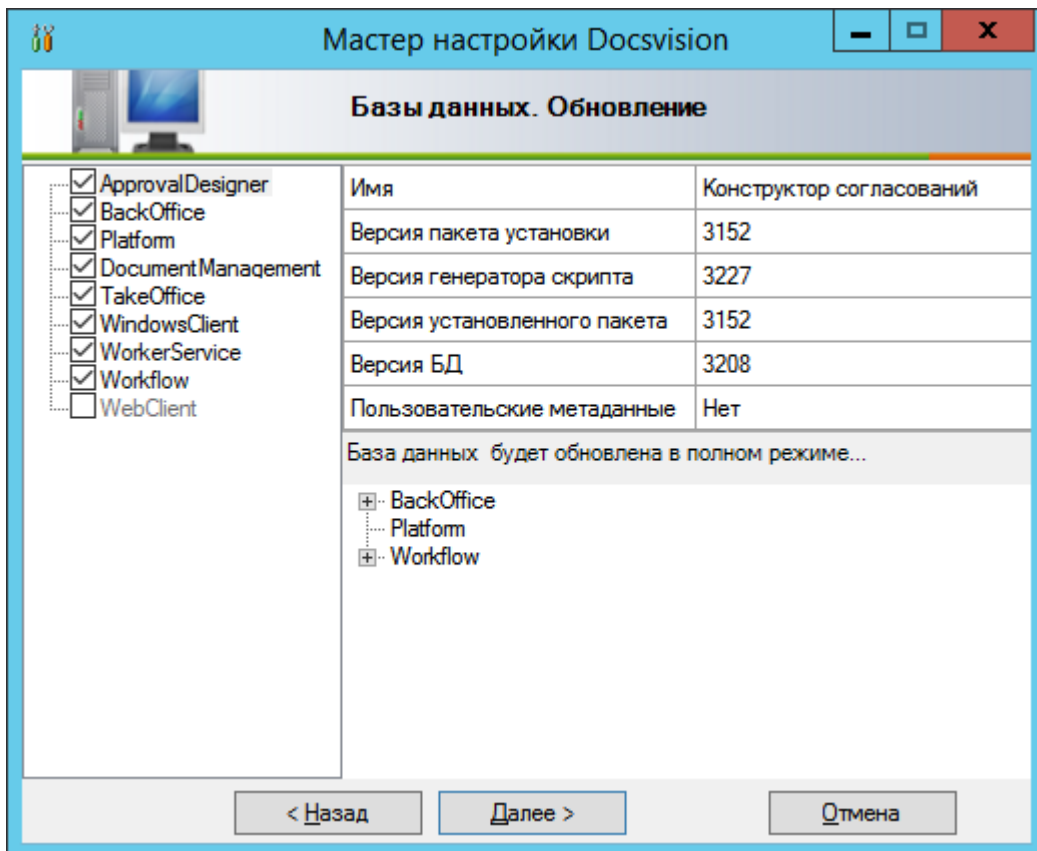 Мастер настройки Docsvision
Базы данных. Обновление
ApprovalDesigner
BackOffice
Platform
DocumentManagement
TakeOffice
WindowsClient
WorkerService
Workflow
WebClient
Имя Конструктор согласований
Версия пакета установки 3152
Версия генератора скрипта 3227
Версия установленного пакета 3152
Версия БД 3208
Пользовательские метаданные Нет
База данных будет обновлена в полном режиме...
BackOffice
Platform
Workflow
< Назад Далее > Отмена